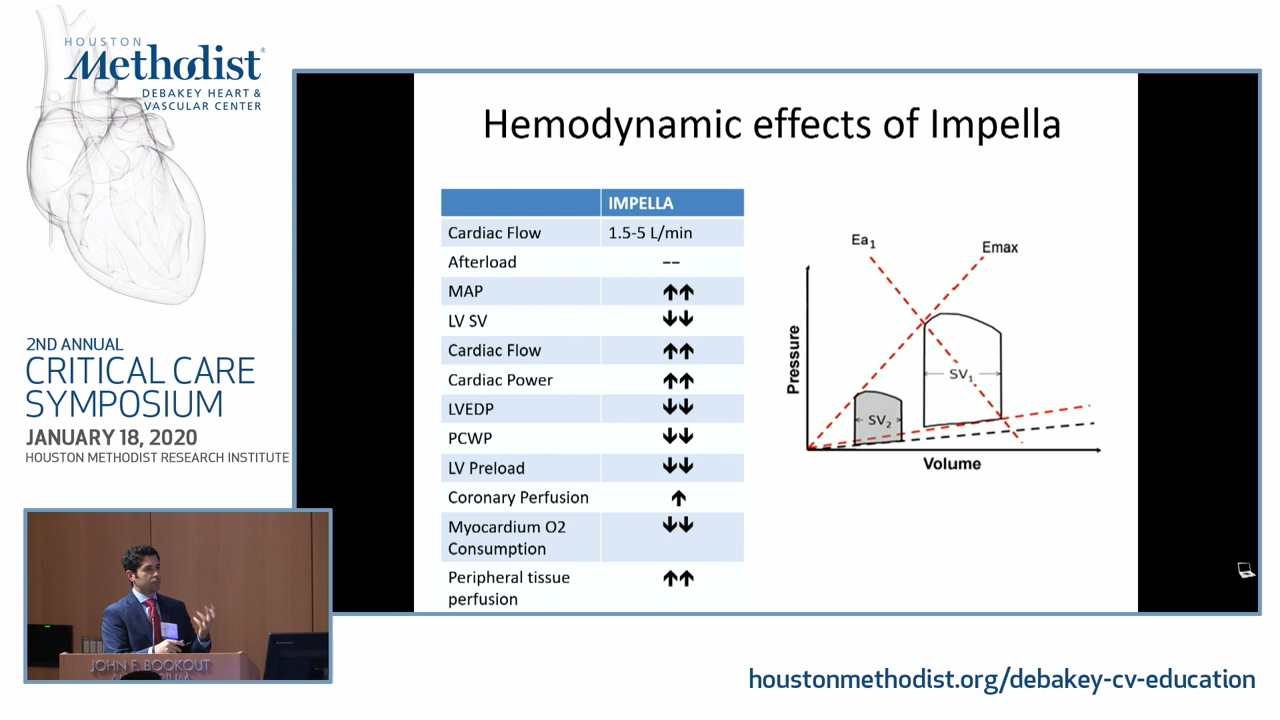 HOUSTON
Methodist®
DEBAKEY HEART &
VASCULAR CENTER
2ND ANNUAL
CRITICAL CARE
SYMPOSIUM
JANUARY 18, 2020
HOUSTON METHODIST RESEARCH INSTITUTE
Hemodynamic effects of Impella
IMPELLA
Cardiac Flow 1.5-5 L/min
Afterload --
MAP ↑↑
LV SV ↓↓
Cardiac Flow ↑↑
Cardiac Power ↑↑
LVEDP ↓↓
PCWP ↓↓
LV Preload ↓↓
Coronary Perfusion ↑
Myocardium O2
Consumption ↓↓
Peripheral tissue
perfusion ↑↑
Ea1
Emax
Pressure
SV1
SV2
Volume
JOHN F. BOOKOUT
houstonmethodist.org/debakey-cv-education